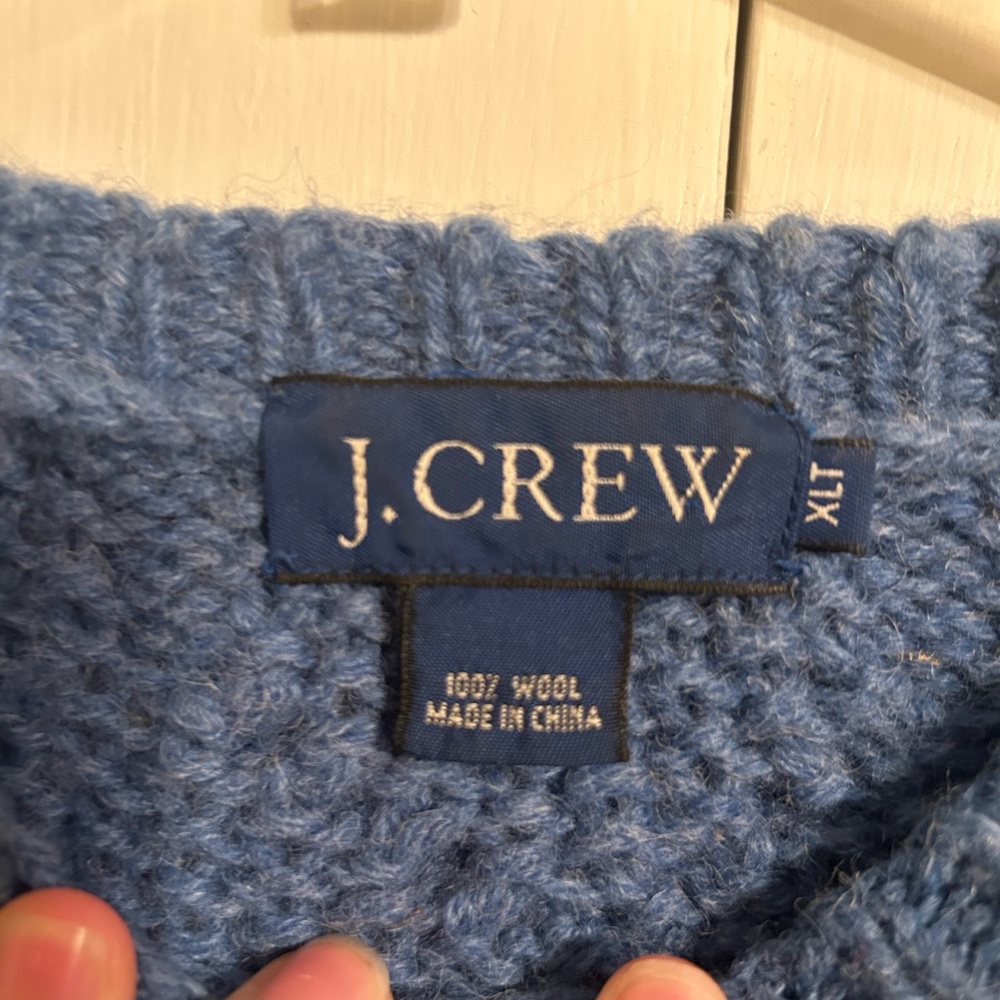 J.CREW
XLT
100% WOOL
MADE IN CHINA